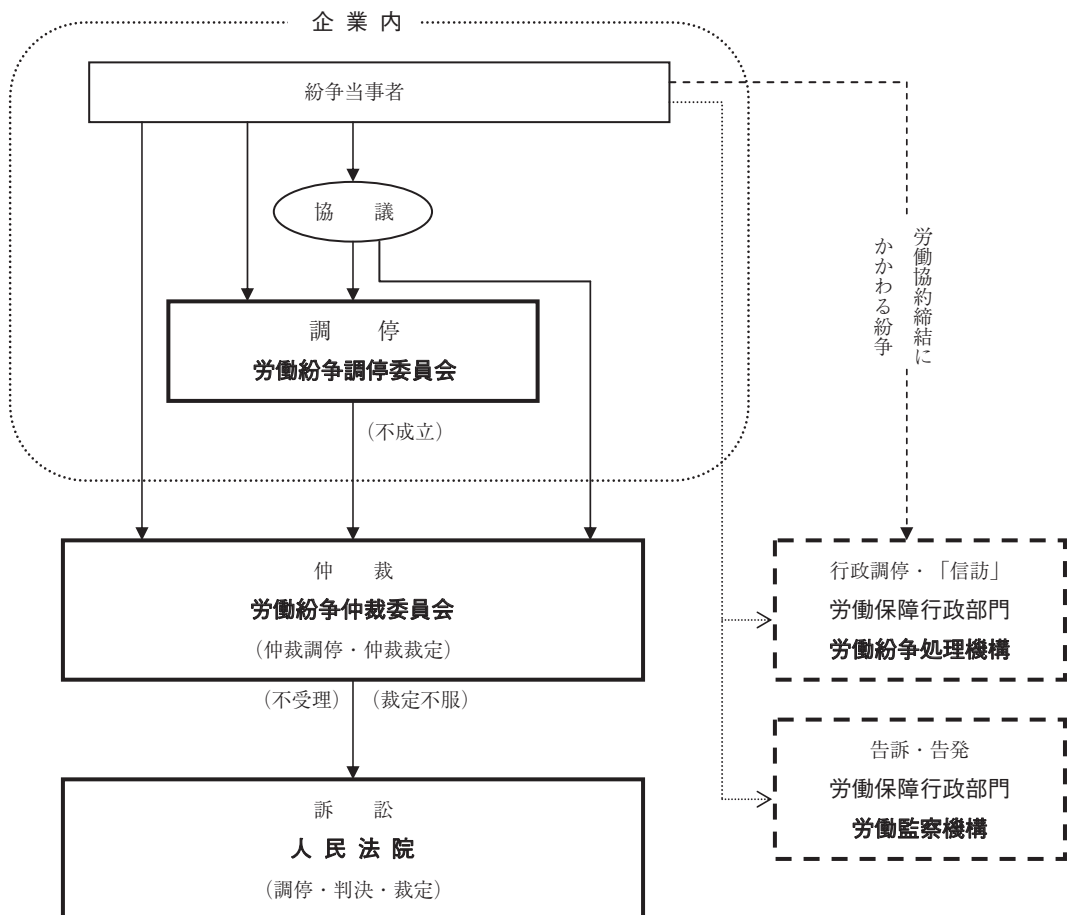 企業内
紛争当事者
協　議
調　停
労働紛争調停委員会
（不成立）
労働協約締結に
かかわる紛争
仲　裁
労働紛争仲裁委員会
（仲裁調停・仲裁裁定）
（不受理）（裁定不服）
訴　訟
人民法院
（調停・判決・裁定）
行政調停・「信訪」
労働保障行政部門
労働紛争処理機構
告訴・告発
労働保障行政部門
労働監察機構